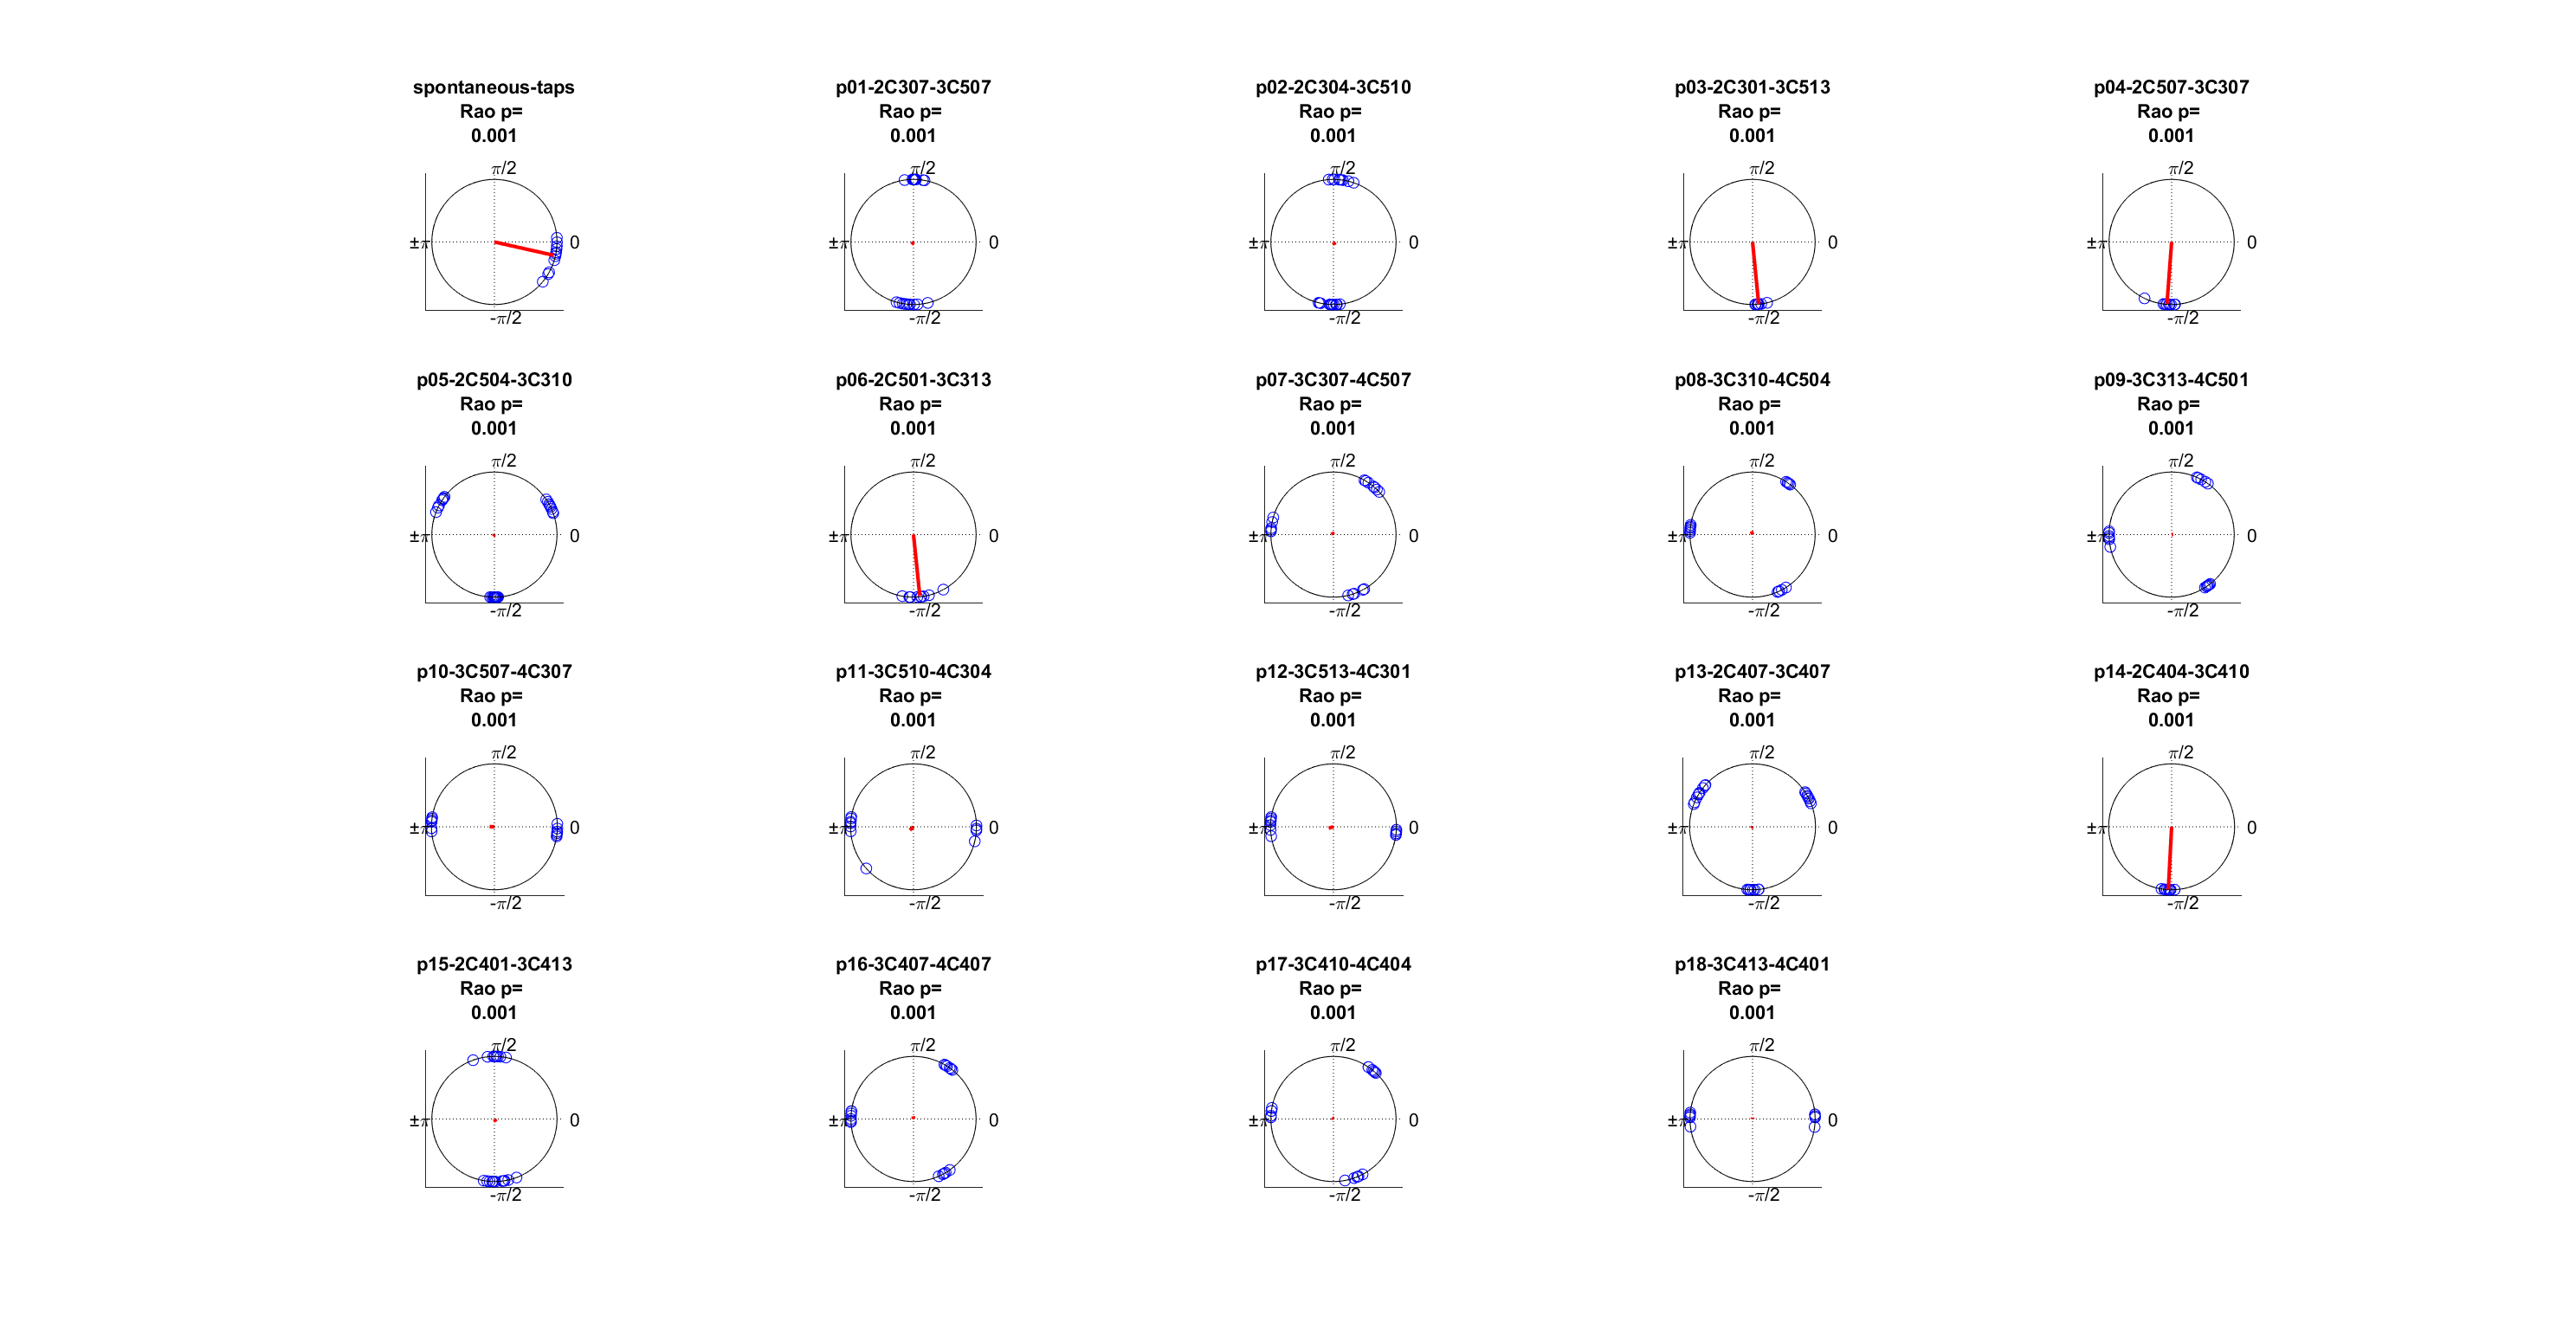 spontaneous-taps
Rao p=
0.001
π/2
±π
0
-π/2
p01-2C307-3C507
Rao p=
0.001
π/2
±π
0
-π/2
p02-2C304-3C510
Rao p=
0.001
π/2
±π
0
-π/2
p03-2C301-3C513
Rao p=
0.001
π/2
±π
0
-π/2
p04-2C507-3C307
Rao p=
0.001
π/2
±π
0
-π/2
p05-2C504-3C310
Rao p=
0.001
π/2
±π
0
-π/2
p06-2C501-3C313
Rao p=
0.001
π/2
±π
0
-π/2
p07-3C307-4C507
Rao p=
0.001
π/2
±π
0
-π/2
p08-3C310-4C504
Rao p=
0.001
π/2
±π
0
-π/2
p09-3C313-4C501
Rao p=
0.001
π/2
±π
0
-π/2
p10-3C507-4C307
Rao p=
0.001
π/2
±π
0
-π/2
p11-3C510-4C304
Rao p=
0.001
π/2
±π
0
-π/2
p12-3C513-4C301
Rao p=
0.001
π/2
±π
0
-π/2
p13-2C407-3C407
Rao p=
0.001
π/2
±π
0
-π/2
p14-2C404-3C410
Rao p=
0.001
π/2
±π
0
-π/2
p15-2C401-3C413
Rao p=
0.001
π/2
±π
0
-π/2
p16-3C407-4C407
Rao p=
0.001
π/2
±π
0
-π/2
p17-3C410-4C404
Rao p=
0.001
π/2
±π
0
-π/2
p18-3C413-4C401
Rao p=
0.001
π/2
±π
0
-π/2